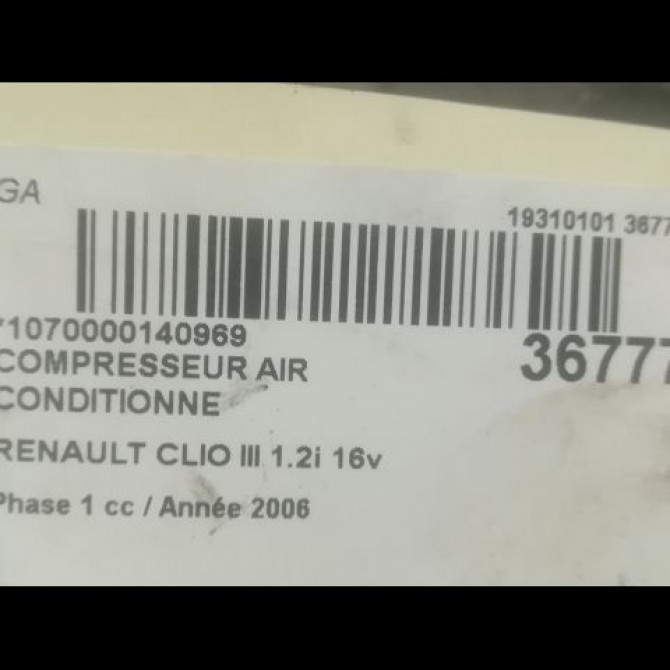 GA
19310101 3677
71070000140969
36777
COMPRESSEUR AIR
CONDITIONNE
RENAULT CLIO III 1.2i 16v
Phase 1 cc / Année 2006